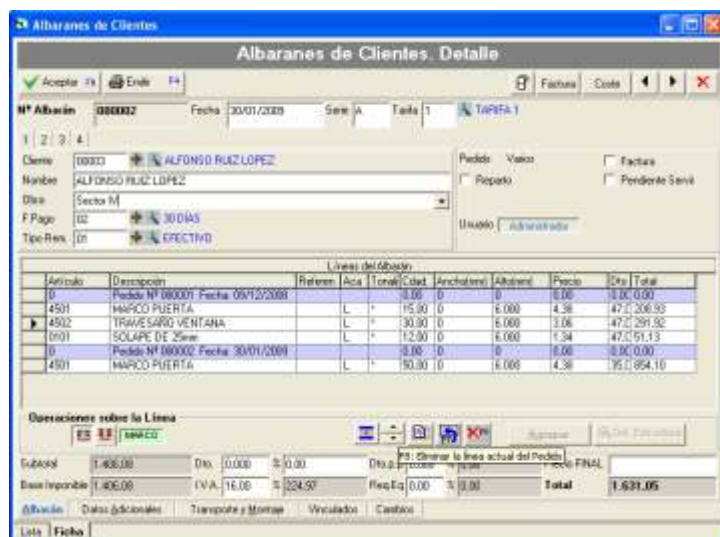 Albaranes de Clientes
Albaranes de Clientes. Detalle
Aceptar Emitir Factura Coste
Nº Albarán 000002 Fecha 30/01/2009 Serie A Tarifa 1 TARIFA 1
1 2 3 4
Cliente 00003 ALFONSO RUIZ LOPEZ Pedido Varios Factura
Nombre ALFONSO RUIZ LOPEZ Reparto Pendiente Servir
Obra Sector IV
F.Pago 02 30 DÍAS Usuario Administrador
Tipo Rem. 01 EFECTIVO
Líneas del Albarán
Artículo Descripción Referen Aca Tonali Cdad. Ancho(mm) Alto(mm) Precio Dto Total
0 Pedido Nº 080001 Fecha 09/12/2008 0,00 0 0 0,00 0,00 0,00
4501 MARCO PUERTA L * 15,00 0 6.000 4,38 47,0 208,93
4502 TRAVESAÑO VENTANA L * 30,00 0 6.000 3,06 47,0 291,92
0101 SOLAPE DE 25mm L * 12,00 0 6.000 1,34 47,0 51,13
0 Pedido Nº 080002 Fecha 30/01/2009 0,00 0 0 0,00 0,00 0,00
4501 MARCO PUERTA L * 50,00 0 6.000 4,38 35,0 854,10
Operaciones sobre la Línea
MARCO Agrupar
F9: Eliminar la línea actual del Pedido
Subtotal 1.406,08 Dto. 0,000 % 0,00 Dto.p. 0,000 % Precio FINAL
Base Imponible 1.406,08 I.V.A. 16,00 % 224,97 Req.Eq. 0,00 % 0,00 Total 1.631,05
Albarán Datos Adicionales Transporte y Montaje Vinculados Cambios
Lista Ficha